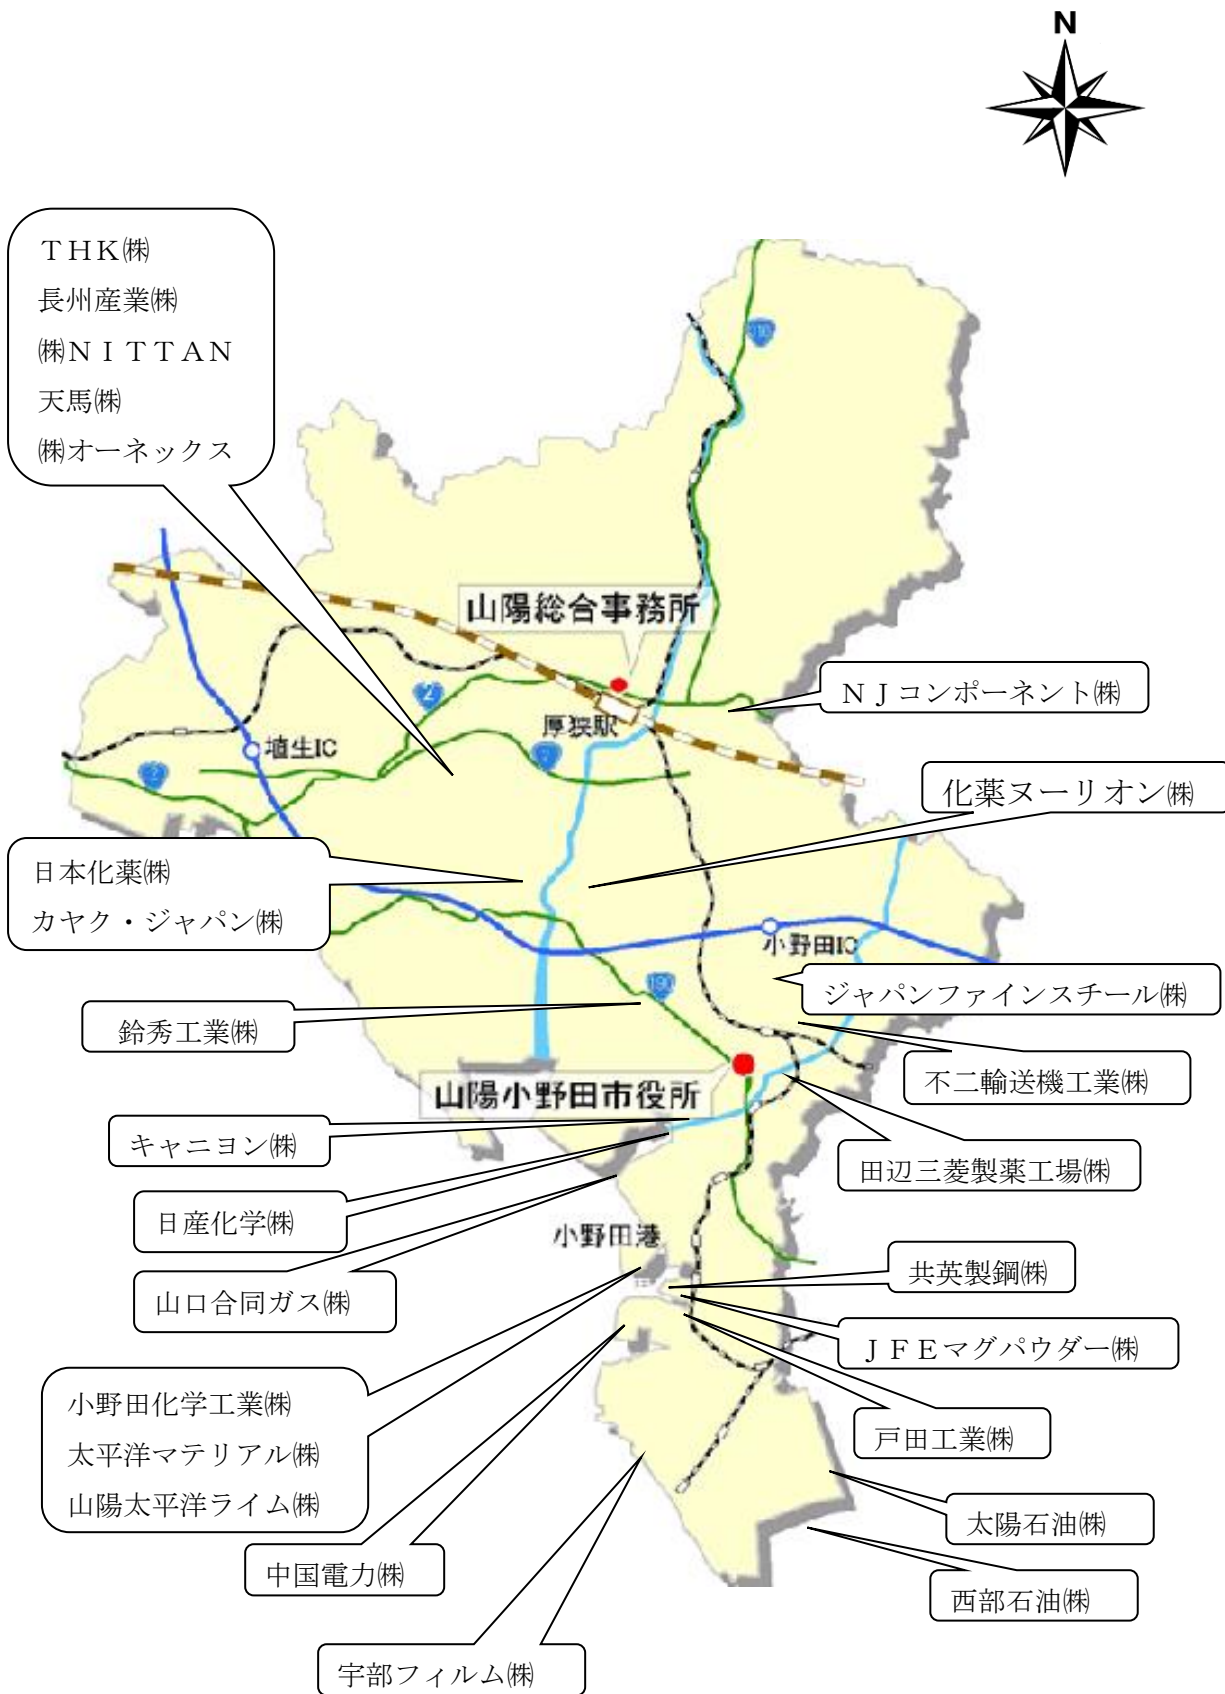 N
ＴＨＫ㈱
長州産業㈱
㈱ＮＩＴＴＡＮ
天馬㈱
㈱オーネックス
山陽総合事務所
2
ＮＪコンポーネント㈱
厚狭駅
埴生IC
2
2
化薬ヌーリオン㈱
日本化薬㈱
カヤク・ジャパン㈱
小野田IC
190
ジャパンファインスチール㈱
鈴秀工業㈱
不二輸送機工業㈱
山陽小野田市役所
キャニヨン㈱
田辺三菱製薬工場㈱
日産化学㈱
小野田港
共英製鋼㈱
山口合同ガス㈱
ＪＦＥマグパウダー㈱
小野田化学工業㈱
太平洋マテリアル㈱
山陽太平洋ライム㈱
戸田工業㈱
太陽石油㈱
中国電力㈱
西部石油㈱
宇部フィルム㈱